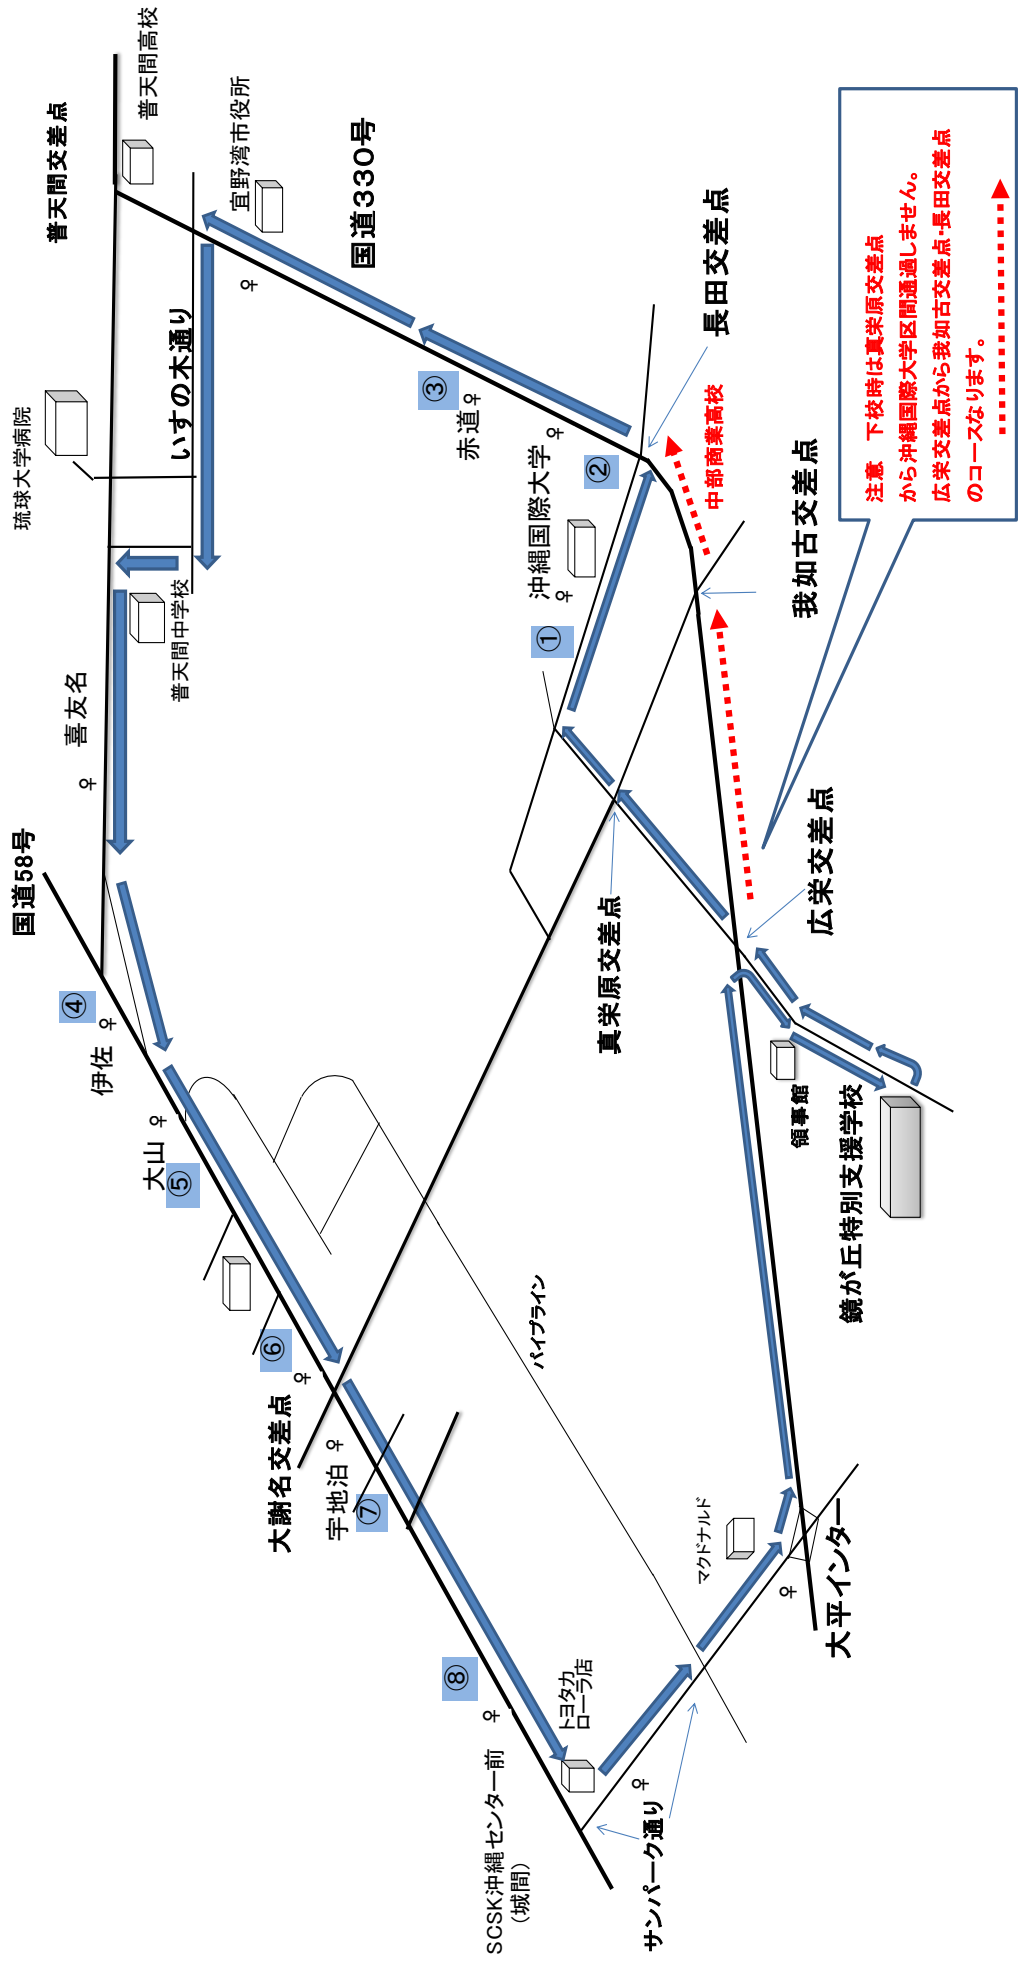 国道58号
伊佐
④
喜友名
琉球大学病院
普天間交差点
普天間高校
大山
⑤
普天間中学校
いすの木通り
宜野湾市役所
国道330号
大謝名交差点
⑥
宇地泊
⑦
③
赤道
SCSK沖縄センター前
（城間）
⑧
トヨタカ
ローラ店
パイプライン
真栄原交差点
①
沖縄国際大学
②
長田交差点
中部商業高校
サンパーク通り
マクドナルド
大平インター
領事館
鏡が丘特別支援学校
広栄交差点
我如古交差点
注意　下校時は真栄原交差点
から沖縄国際大学区間通過しません。
広栄交差点から我如古交差点・長田交差点
のコースなります。